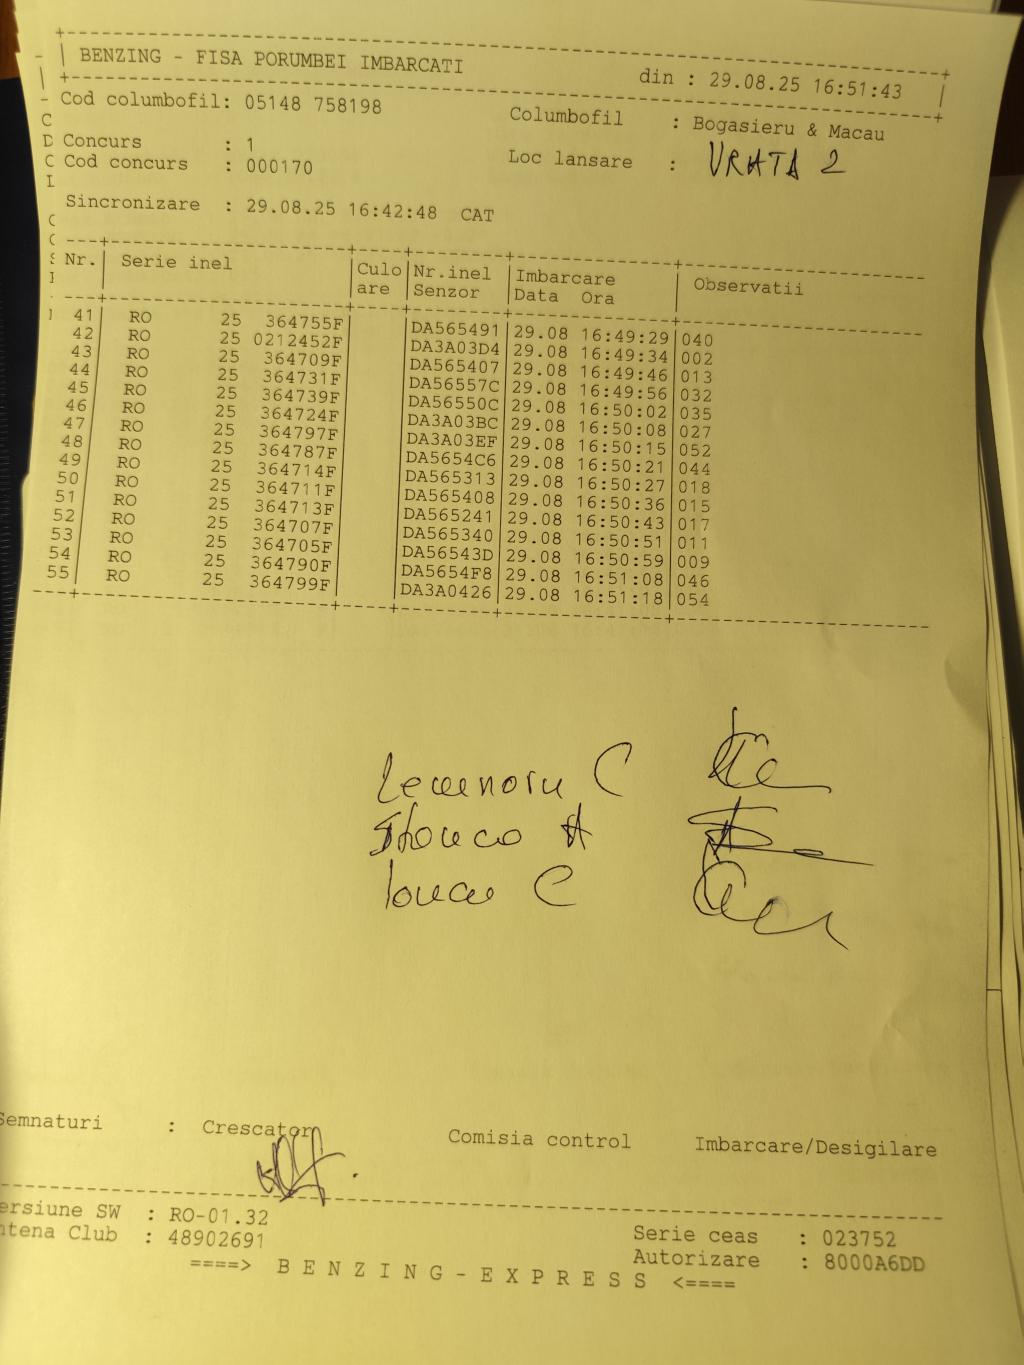 BENZING - FISA PORUMBEI IMBARCATI din : 29.08.25 16:51:43
Cod columbofil: 05148 758198 Columbofil : Bogasieru & Macau
Concurs : 1
Cod concurs : 000170 Loc lansare : VRATA 2
Sincronizare : 29.08.25 16:42:48 CAT
Nr. Serie inel Culo Nr.inel Imbarcare Observatii
are Senzor Data Ora
41 RO 25 364755F DA565491 29.08 16:49:29 040
42 RO 25 0212452F DA3A03D4 29.08 16:49:34 002
43 RO 25 364709F DA565407 29.08 16:49:46 013
44 RO 25 364731F DA56557C 29.08 16:49:56 032
45 RO 25 364739F DA56550C 29.08 16:50:02 035
46 RO 25 364724F DA3A03BC 29.08 16:50:08 027
47 RO 25 364797F DA3A03EF 29.08 16:50:15 052
48 RO 25 364787F DA5654C6 29.08 16:50:21 044
49 RO 25 364714F DA565313 29.08 16:50:27 018
50 RO 25 364711F DA565408 29.08 16:50:36 015
51 RO 25 364713F DA565241 29.08 16:50:43 017
52 RO 25 364707F DA565340 29.08 16:50:51 011
53 RO 25 364705F DA56543D 29.08 16:50:59 009
54 RO 25 364790F DA5654F8 29.08 16:51:08 046
55 RO 25 364799F DA3A0426 29.08 16:51:18 054
C
A
C
Semnaturi : Crescator Comisia control Imbarcare/Desigilare
ersiune SW : RO-01.32
ntena Club : 48902691 Serie ceas : 023752
Autorizare : 8000A6DD
====> BENZING-EXPRESS <====